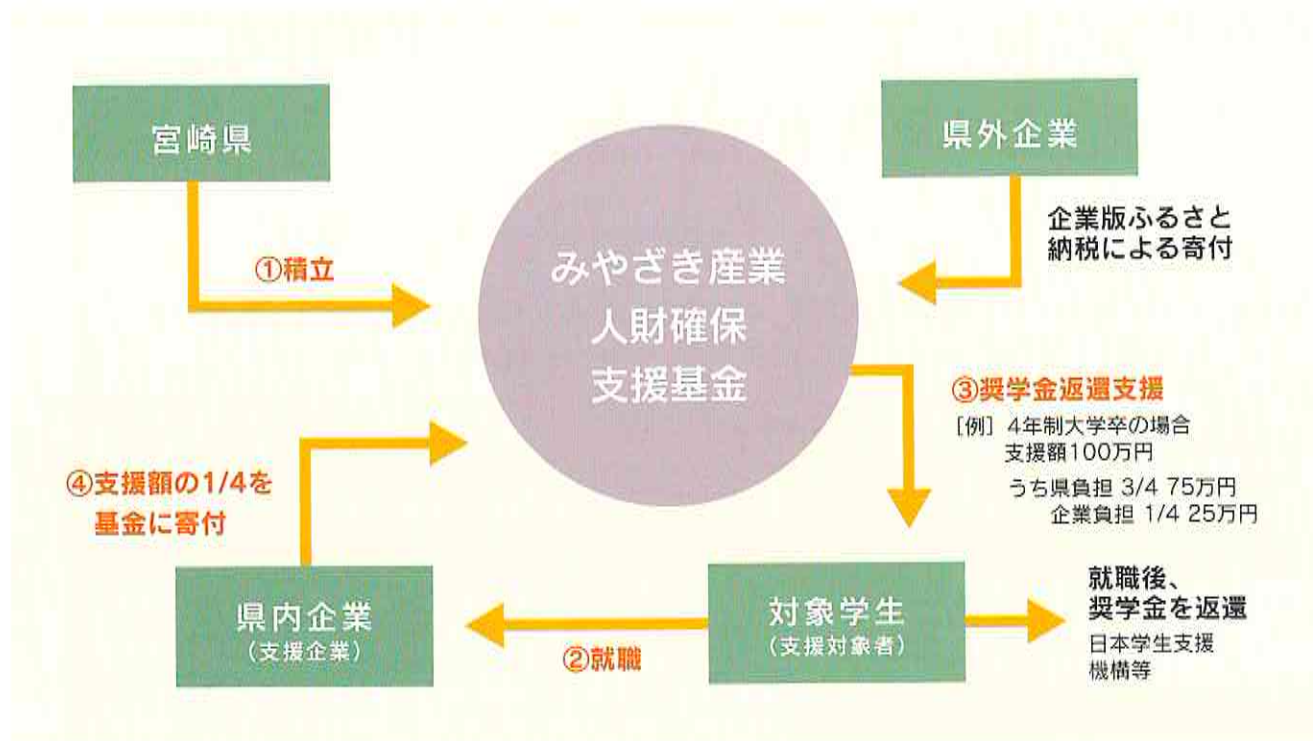 宮崎県
県外企業
企業版ふるさと
納税による寄付
①積立
みやざき産業
人財確保
支援基金
③奨学金返還支援
［例］4年制大学卒の場合
支援額100万円
うち県負担 3/4 75万円
企業負担 1/4 25万円
④支援額の1/4を
基金に寄付
県内企業
（支援企業）
②就職
対象学生
（支援対象者）
就職後、
奨学金を返還
日本学生支援
機構等